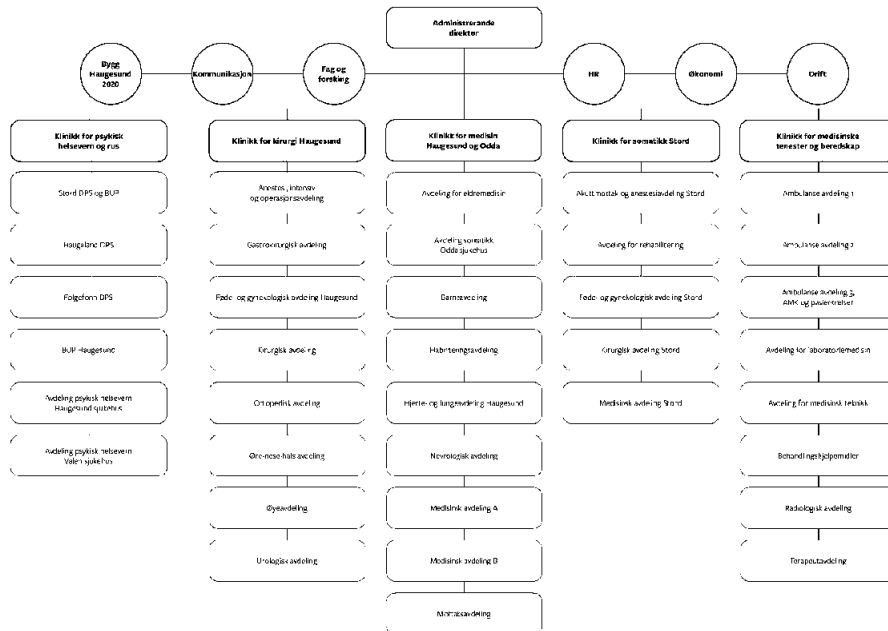 Administrerande
direktør
Bygg
Haugesund
2020
Kommunikasjon
Fag og
forsking
HR
Økonomi
Drift
Klinikk for psykisk
helsevern og rus
Stord DPS og BUP
Haugaland DPS
Folgefonn DPS
BUP Haugesund
Avdeling psykisk helsevern
Haugesund sjukehus
Avdeling psykisk helsevern
Valen sjukehus
Klinikk for kirurgi Haugesund
Anestesi, intensiv
og operasjonsavdeling
Gastrokirurgisk avdeling
Føde- og gynekologisk avdeling Haugesund
Kirurgisk avdeling
Ortopedisk avdeling
Øre-nese-hals avdeling
Øyeavdeling
Urologisk avdeling
Klinikk for medisin
Haugesund og Odda
Avdeling for eldremedisin
Avdeling somatikk
Odda sjukehus
Barneavdeling
Habiliteringsavdeling
Hjerte- og lungeavdeling Haugesund
Nevrologisk avdeling
Medisinsk avdeling A
Medisinsk avdeling B
Mottaksavdeling
Klinikk for somatikk Stord
Akuttmottak og anestesiavdeling Stord
Avdeling for rehabilitering
Føde- og gynekologisk avdeling Stord
Kirurgisk avdeling Stord
Medisinsk avdeling Stord
Klinikk for medisinske
tenester og beredskap
Ambulanse avdeling 1
Ambulanse avdeling 2
Ambulanse avdeling 3,
AMK og pasientreiser
Avdeling for laboratoriemedisin
Avdeling for medisinsk teknikk
Behandlingshjelpemidler
Radiologisk avdeling
Terapeutavdeling